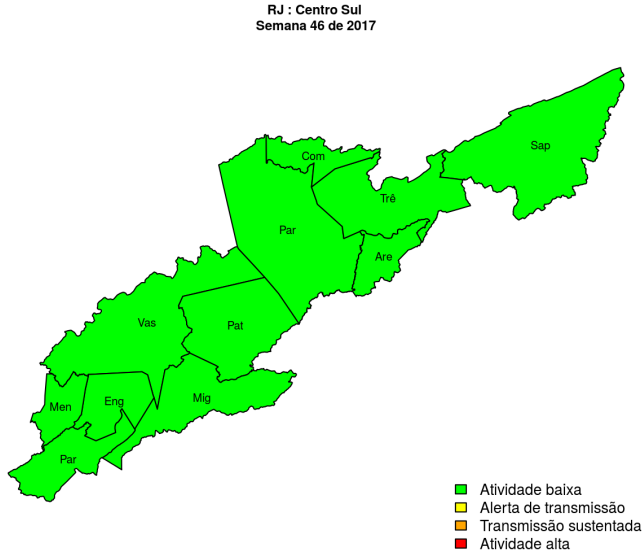 RJ : Centro Sul
Semana 46 de 2017
Sap
Com
Trê
Par
Are
Vas
Pat
Mig
Men
Eng
Par
Atividade baixa
Alerta de transmissão
Transmissão sustentada
Atividade alta